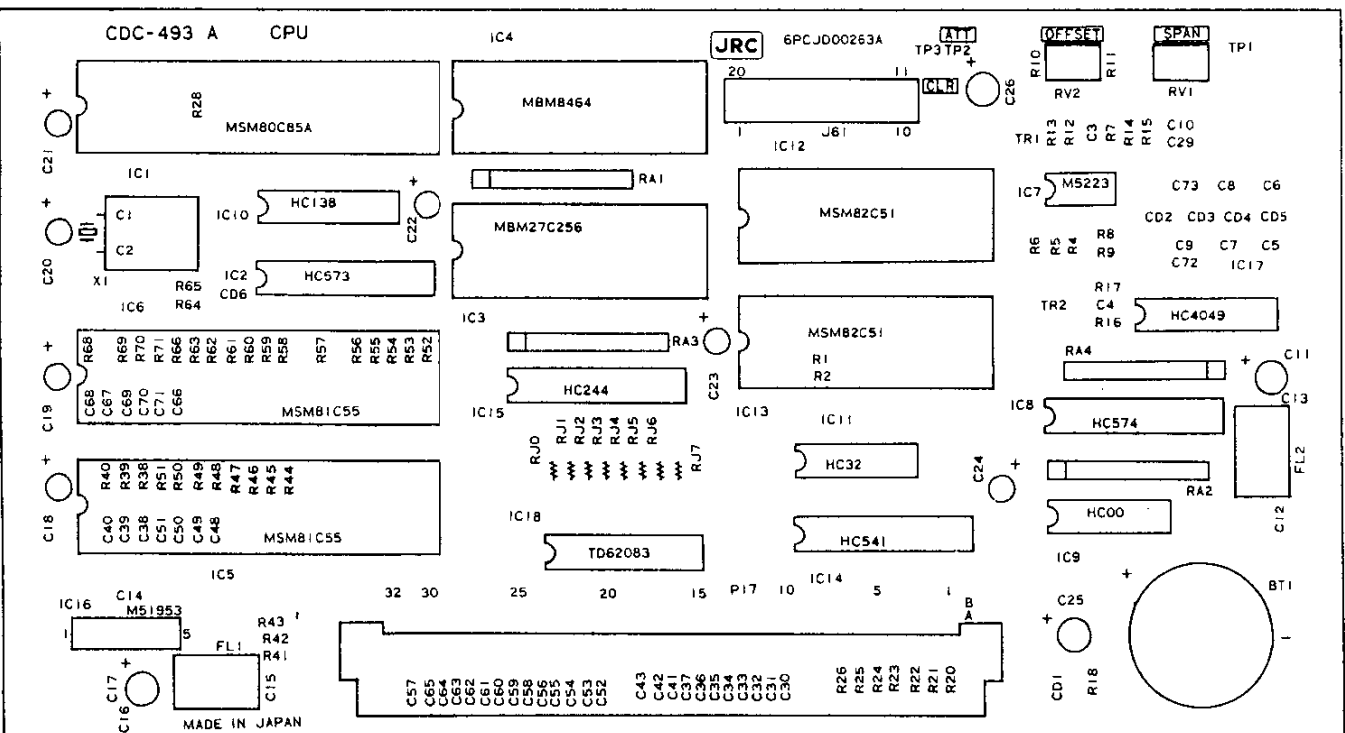 CDC-493 A CPU
IC4
JRC
6PCJD00263A
ATT
TP3 TP2
OFFSET
SPAN
TP1
R10
R11
RV2
RV1
20
11
CLR
C26
MBM8464
R28
MSM80C85A
C21
1
J61
10
IC12
TR1 R13 R12 C3 R7 R14 R15 C10
C29
IC1
RA1
IC7
M5223
C73 C8 C6
CD2 CD3 CD4 CD5
C1
C2
X1
C20
IC10
HC138
C22
MBM27C256
MSM82C51
R6 R5 R4
R8
R9
C9 C7 C5
C72 IC17
IC2
CD6
HC573
R65
R64
IC6
IC3
TR2
R17
C4
R16
HC4049
R68 R69 R70 R71 R66 R63 R62 R61 R60 R59 R58 R57 R56 R55 R54 R53 R52
RA3
C23
MSM82C51
R1
R2
RA4
C11
C19
C68 C67 C69 C70 C71 C66
MSM81C55
IC15
HC244
IC13
IC11
IC8
HC574
C13
RJ0 RJ1 RJ2 RJ3 RJ4 RJ5 RJ6 RJ7
HC32
C24
RA2
FL2
C12
C18
R40 R39 R38 R51 R50 R49 R48 R47 R46 R45 R44
C40 C39 C38 C51 C50 C49 C48
MSM81C55
IC5
IC18
TD62083
HC541
IC14
HC00
IC9
32 30 25 20 15 P17 10 5 1
B
A
BT1
C25
CD1
R18
C14
IC16
M51953
1
5
R43
R42
R41
FL1
C17
C16
C15
MADE IN JAPAN
C57 C65 C64 C63 C62 C61 C60 C59 C58 C56 C55 C54 C53 C52 C43 C42 C41 C37 C36 C35 C34 C33 C32 C31 C30 R26 R25 R24 R23 R22 R21 R20